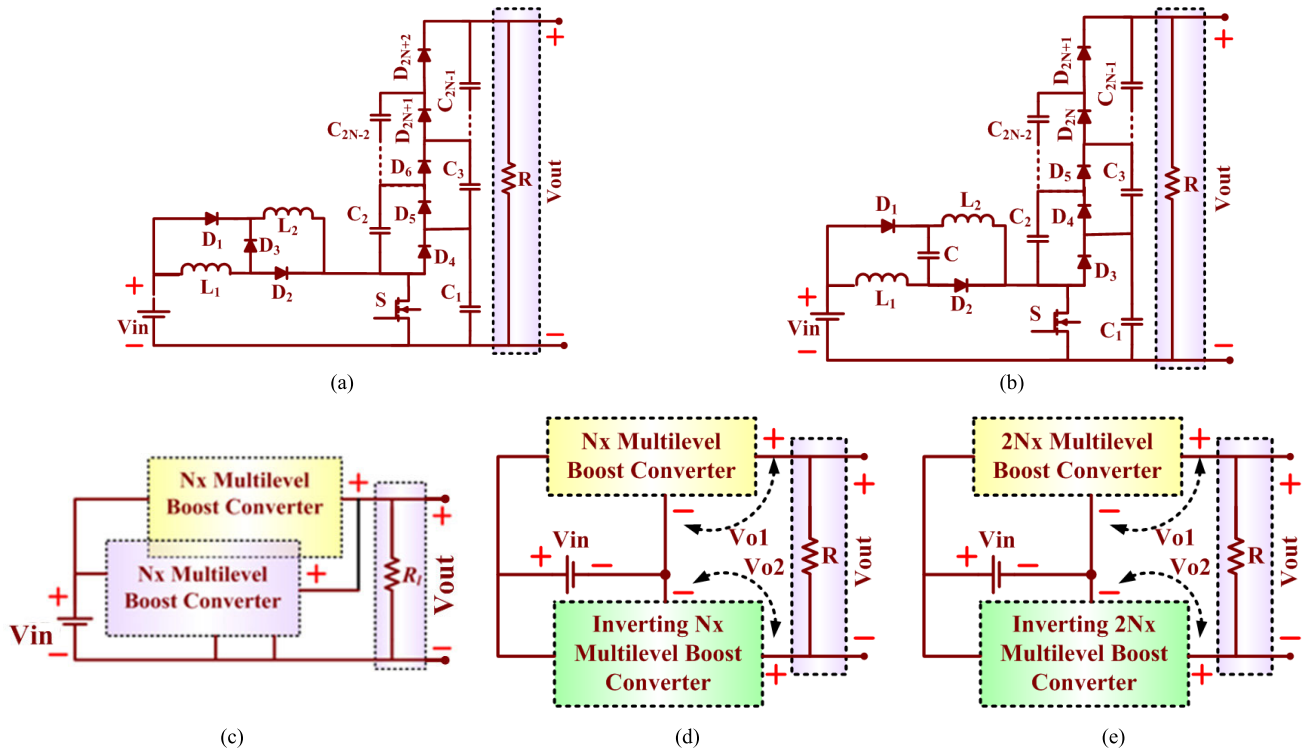 D2N+2
C2N-1
D2N+1
C2N-2
D6
C3
R
Vout
C2
D5
L2
D1
D3
D4
L1
D2
S
C1
Vin
+
−
+
−
(a)
D2N+1
C2N-1
D2N
C2N-2
D5
C3
R
Vout
L2
D1
C2
D4
C
D3
L1
D2
S
C1
Vin
+
−
+
−
(b)
Nx Multilevel
Boost Converter
+
Nx Multilevel
Boost Converter
+
Rl
Vout
+
−
Vin
+
−
(c)
Nx Multilevel
Boost Converter
+
−
Vo1
Vin
+
−
Vo2
−
R
Vout
+
−
Inverting Nx
Multilevel Boost
Converter
+
(d)
2Nx Multilevel
Boost Converter
+
−
Vo1
Vin
+
−
Vo2
−
R
Vout
+
−
Inverting 2Nx
Multilevel Boost
Converter
+
(e)